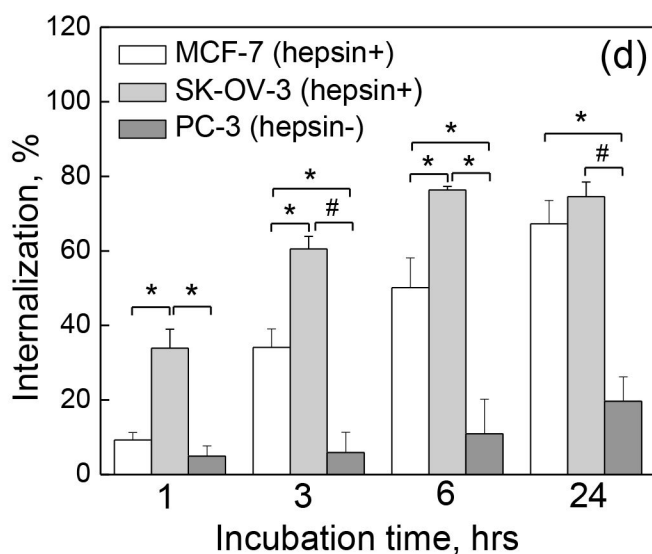 (d)
MCF-7 (hepsin+)
SK-OV-3 (hepsin+)
PC-3 (hepsin-)
Internalization, %
120
100
80
60
40
20
0
* *
* * #
* * *
* #
1 3 6 24
Incubation time, hrs